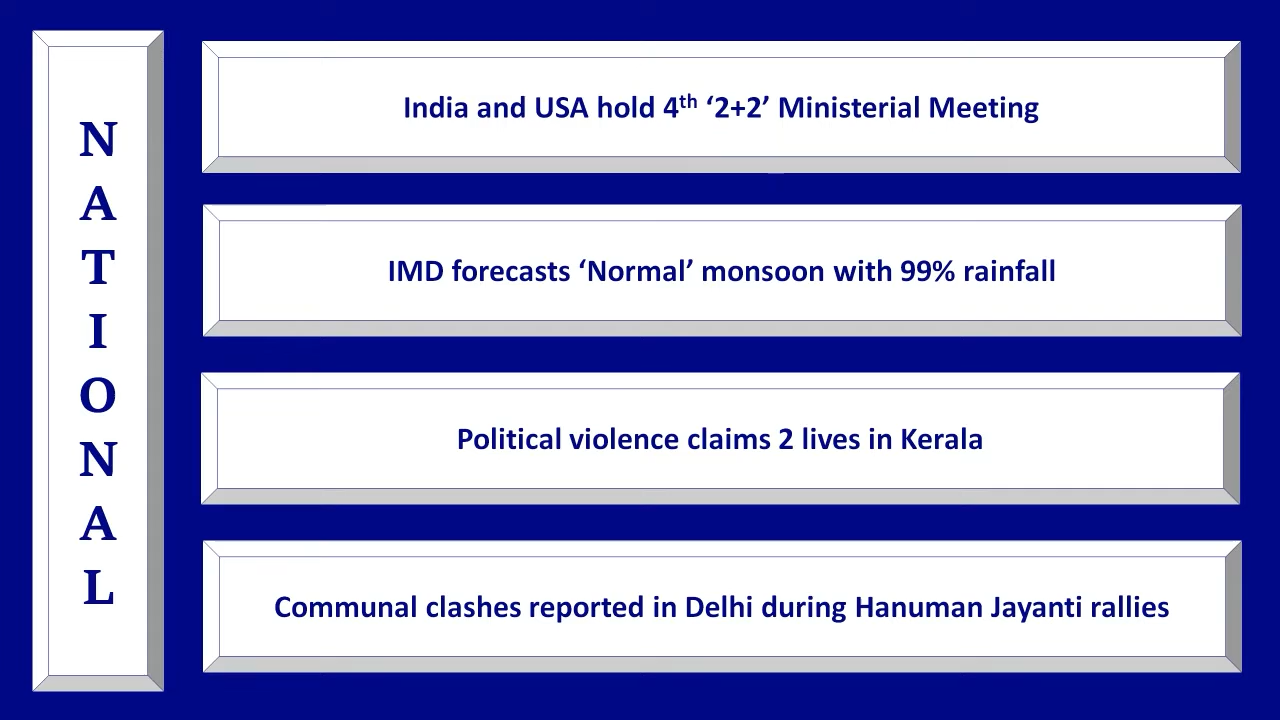 NATIONAL
India and USA hold 4th ‘2+2’ Ministerial Meeting
IMD forecasts ‘Normal’ monsoon with 99% rainfall
Political violence claims 2 lives in Kerala
Communal clashes reported in Delhi during Hanuman Jayanti rallies